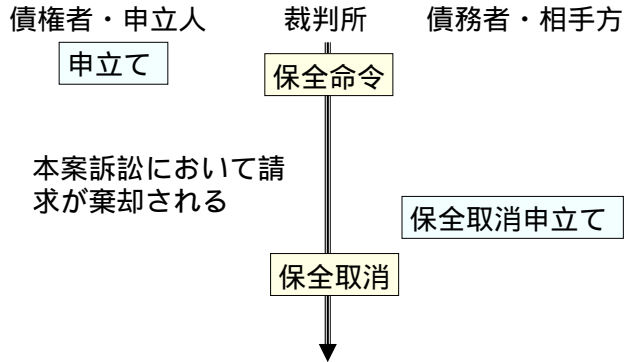 債権者・申立人 裁判所 債務者・相手方
申立て
保全命令
本案訴訟において請
求が棄却される
保全取消申立て
保全取消